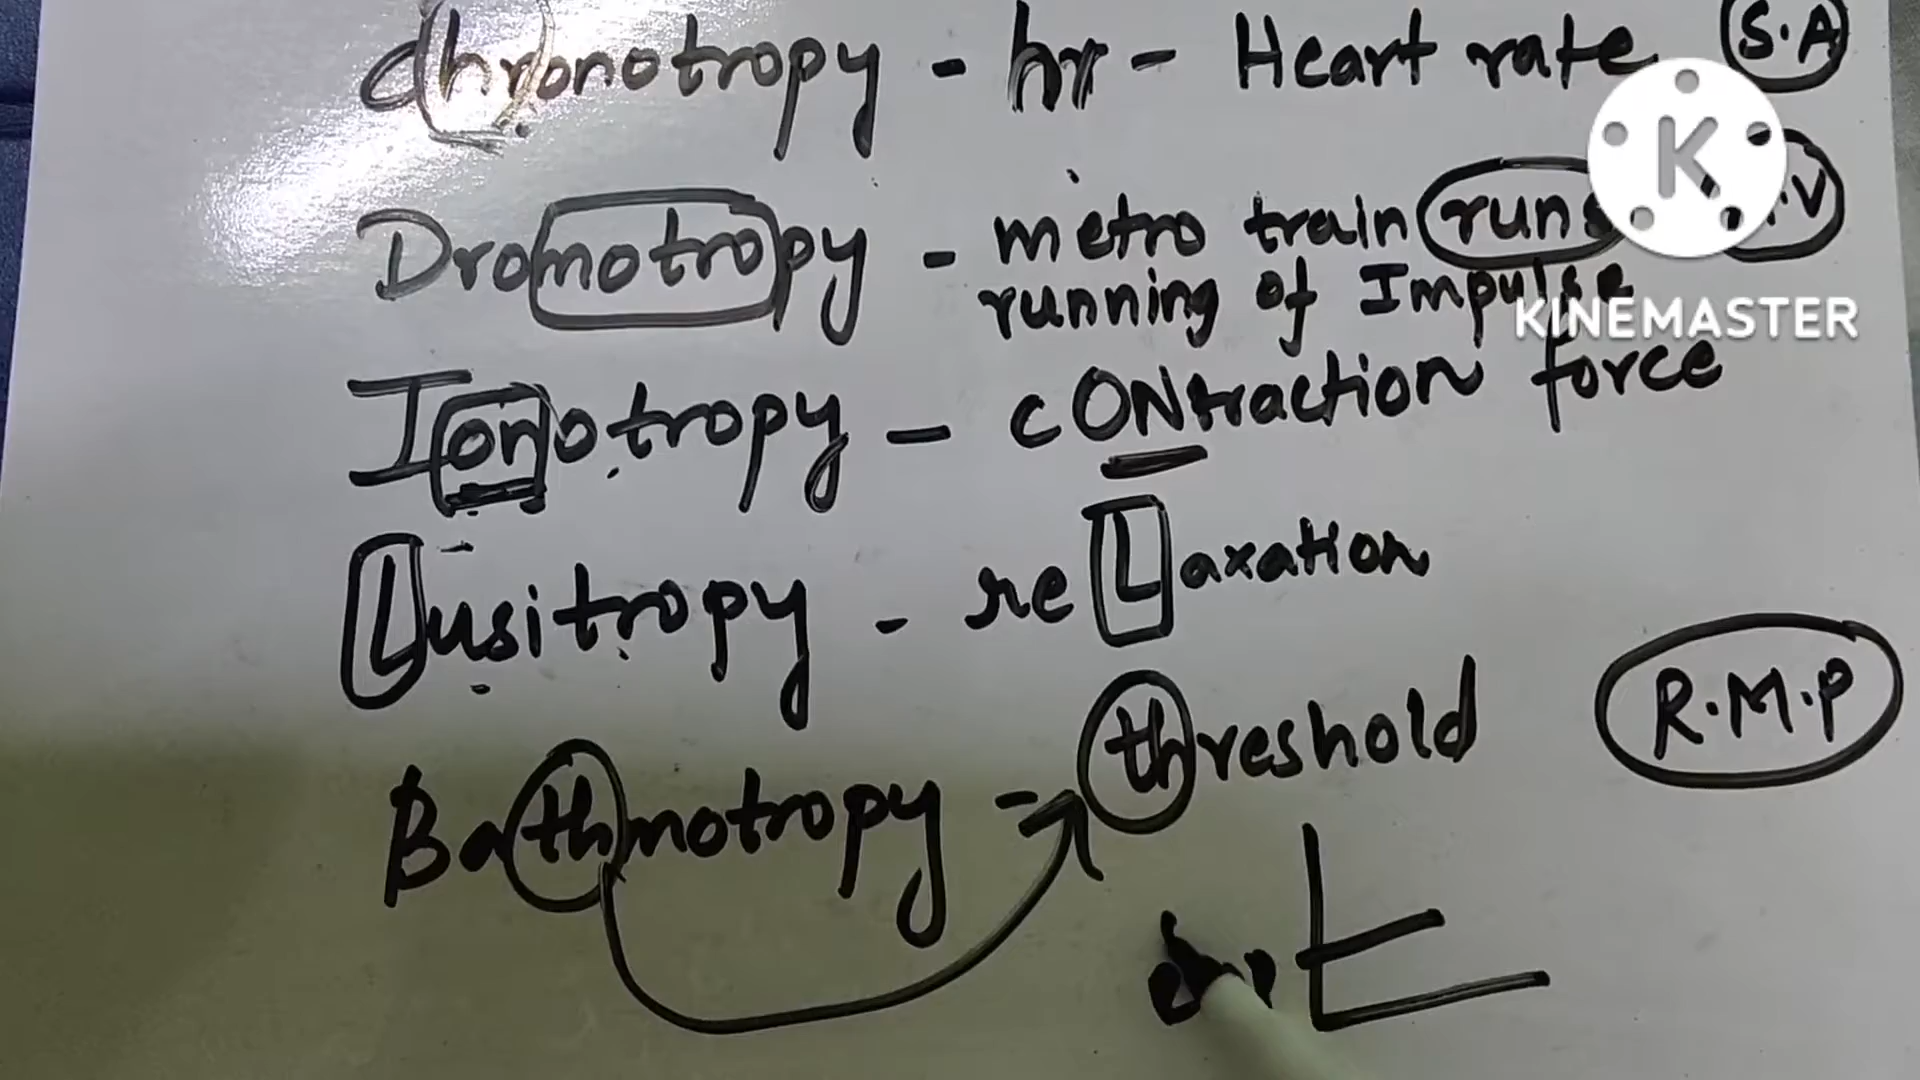 chronotropy - hr - Heart rate S.A
Dromotropy - metro train runs
running of Impulse
KINEMASTER
Ionotropy - cONtraction force
Lusitropy - reLaxation
Bathmotropy - threshold R.M.P